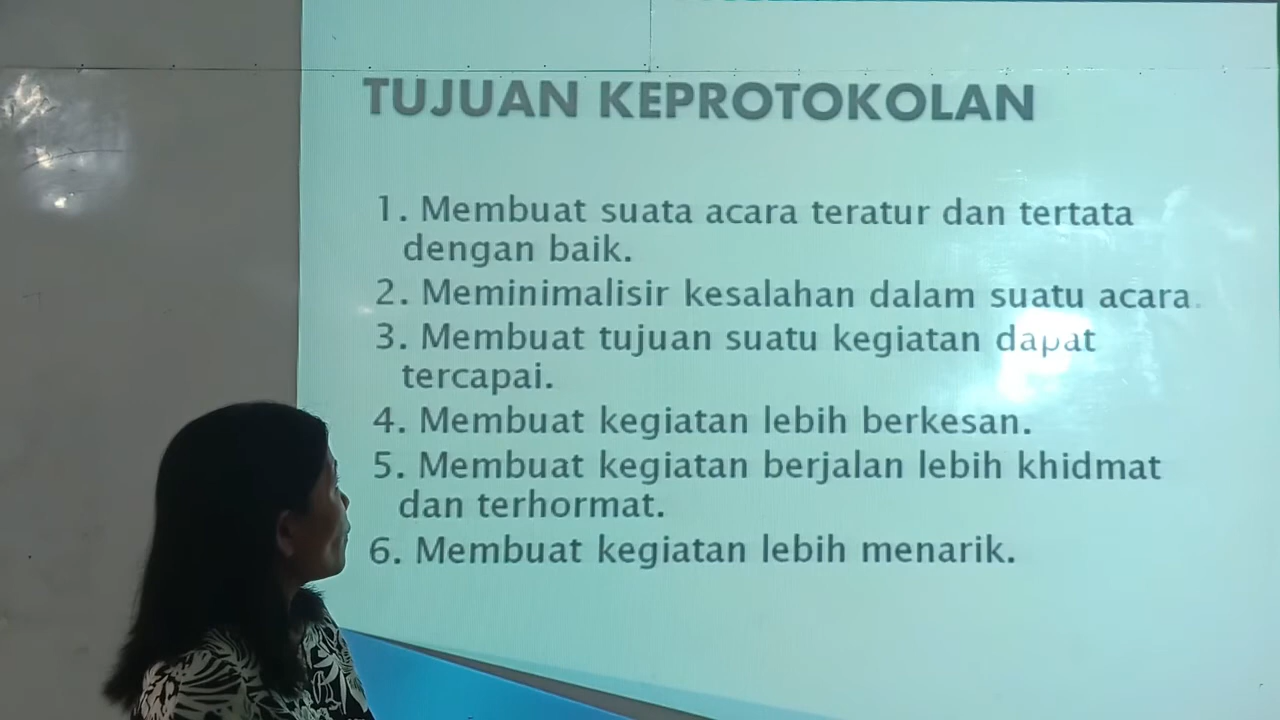 TUJUAN KEPROTOKOLAN
1. Membuat suata acara teratur dan tertata
dengan baik.
2. Meminimalisir kesalahan dalam suatu acara.
3. Membuat tujuan suatu kegiatan dapat
tercapai.
4. Membuat kegiatan lebih berkesan.
5. Membuat kegiatan berjalan lebih khidmat
dan terhormat.
6. Membuat kegiatan lebih menarik.